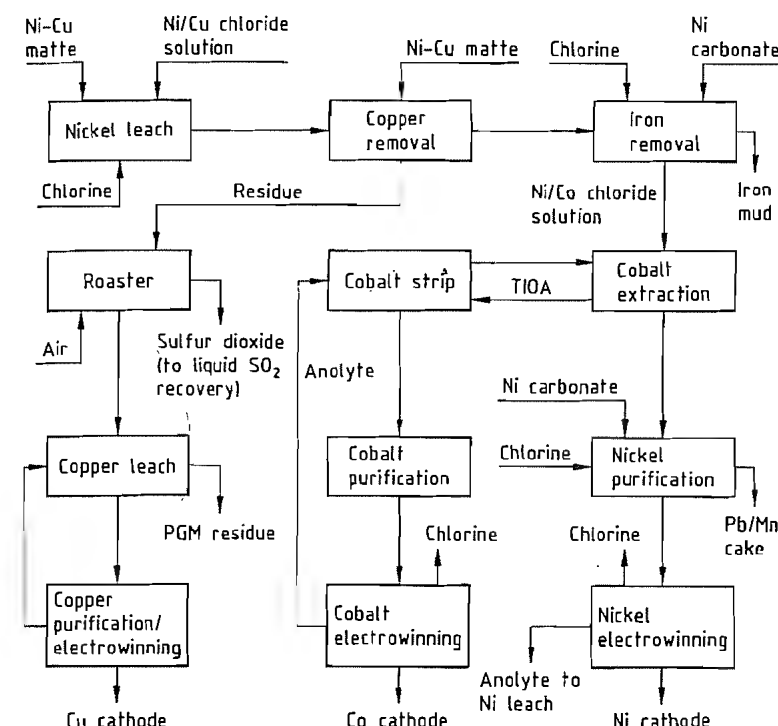 Ni-Cu
matte
Ni/Cu chloride
solution
Ni-Cu matte
Chlorine
Ni
carbonate
Nickel leach
Copper
removal
Iron
removal
Chlorine
Residue
Ni/Co chloride
solution
Iron
mud
Roaster
Cobalt strip
TIOA
Cobalt
extraction
Air
Sulfur dioxide
(to liquid SO₂
recovery)
Anolyte
Ni carbonate
Copper leach
Cobalt
purification
Chlorine
Nickel
purification
PGM residue
Chlorine
Chlorine
Pb/Mn
cake
Copper
purification/
electrowinning
Cobalt
electrowinning
Nickel
electrowinning
Anolyte to
Ni leach
Cu cathode
Co cathode
Ni cathode